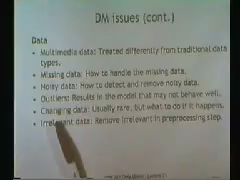 DM issues (cont.)
Data
• Multimedia data: Treated differently from traditional data
types.
• Missing data: How to handle the missing data.
• Noisy data: How to detect and remove noisy data.
• Outliers: Results in the model that may not behave well.
• Changing data: Usually rare, but what to do if it happens.
• Irrelevant data: Remove irrelevant in preprocessing step.